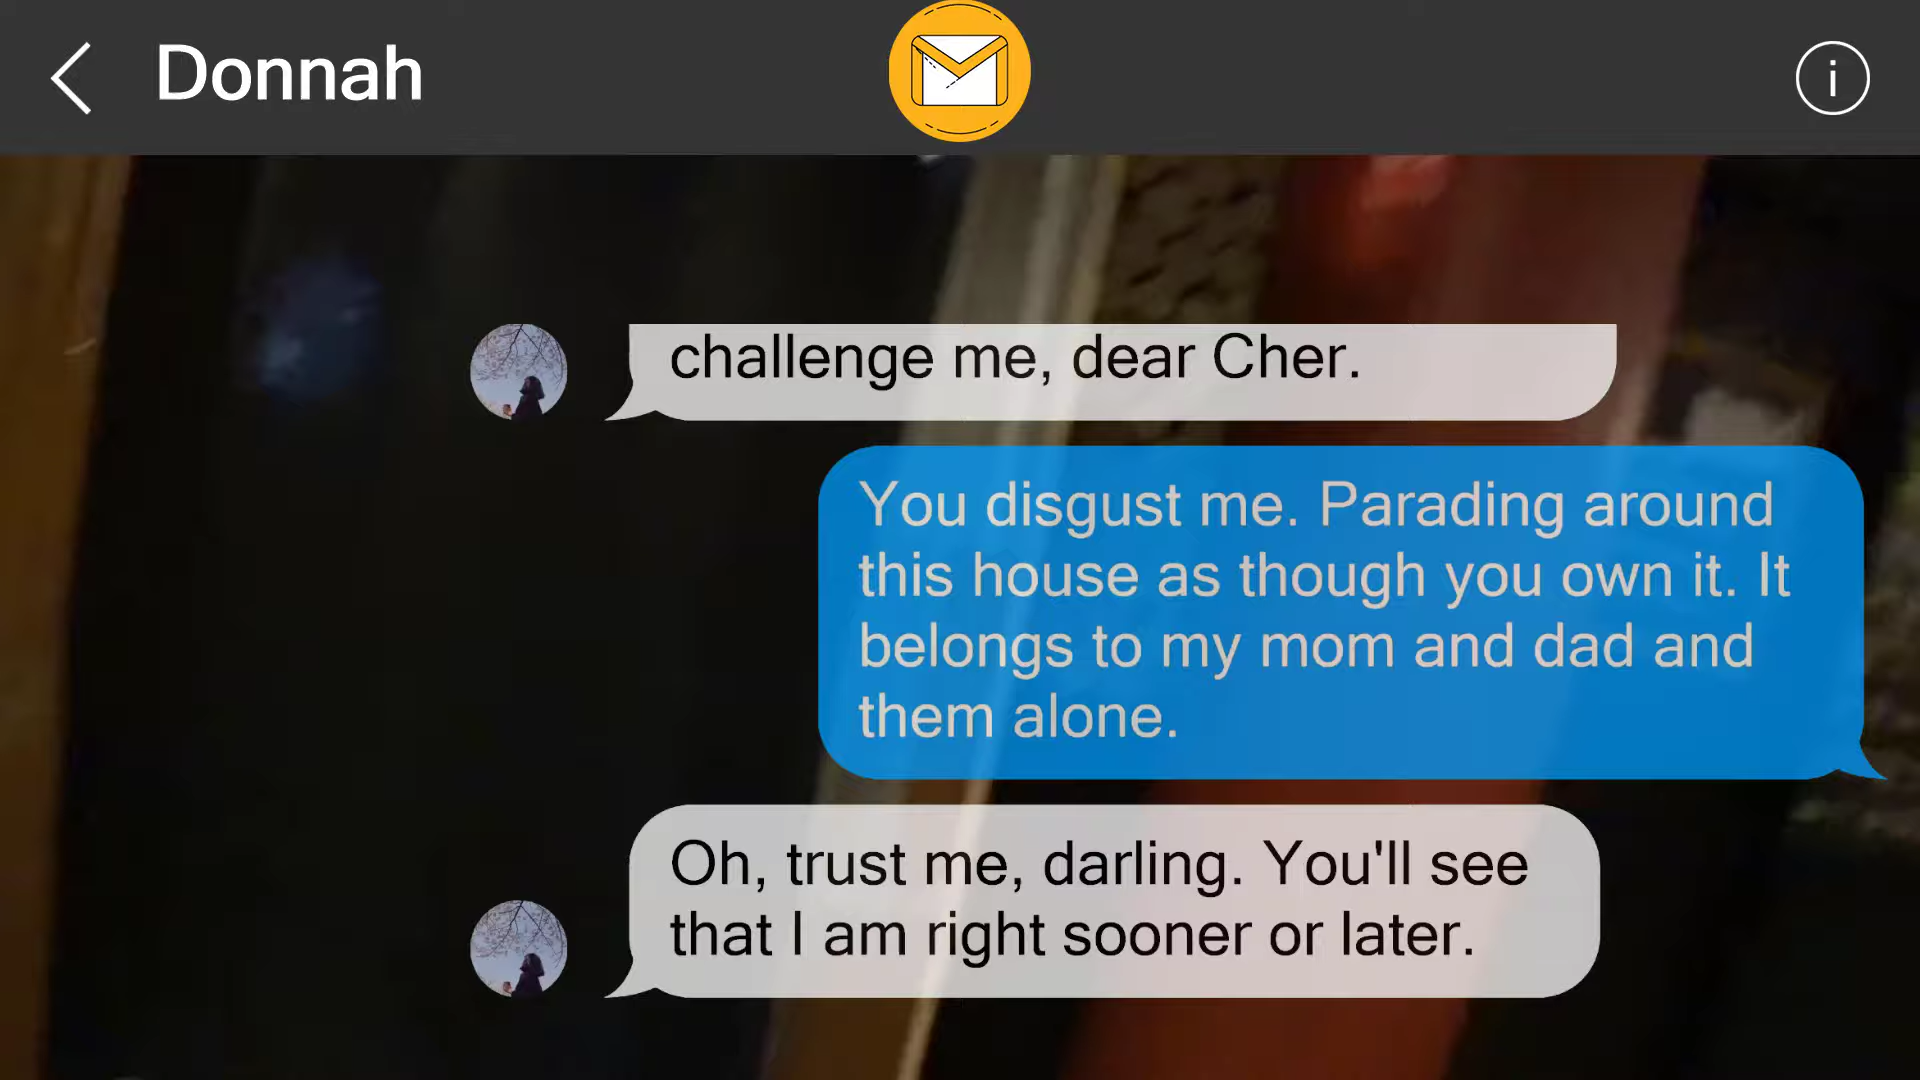 Donnah
i
challenge me, dear Cher.
You disgust me. Parading around
this house as though you own it. It
belongs to my mom and dad and
them alone.
Oh, trust me, darling. You'll see
that I am right sooner or later.